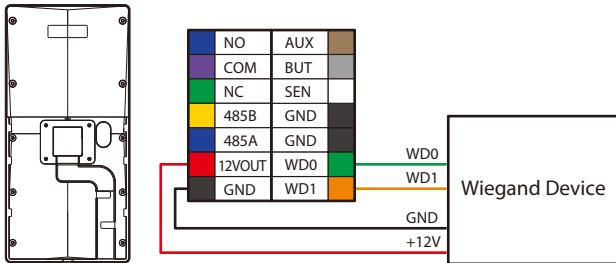 NO AUX
COM BUT
NC SEN
485B GND
485A GND
12VOUT WD0
GND WD1
WD0
WD1
GND
+12V
Wiegand Device